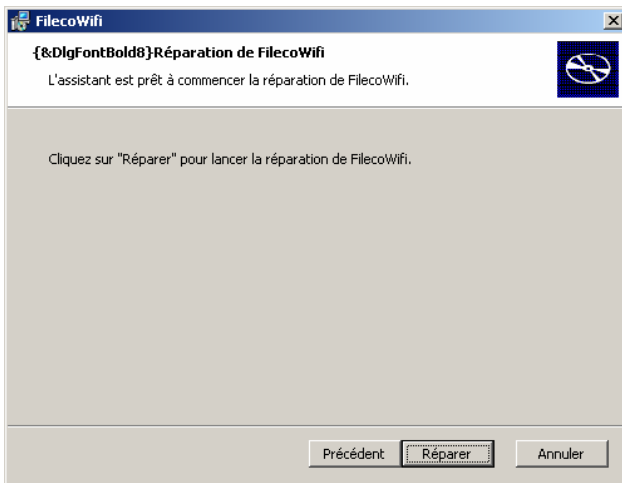 FilecoWifi
{&DlgFontBold8}Réparation de FilecoWifi
L'assistant est prêt à commencer la réparation de FilecoWifi.
Cliquez sur "Réparer" pour lancer la réparation de FilecoWifi.
Précédent Réparer Annuler